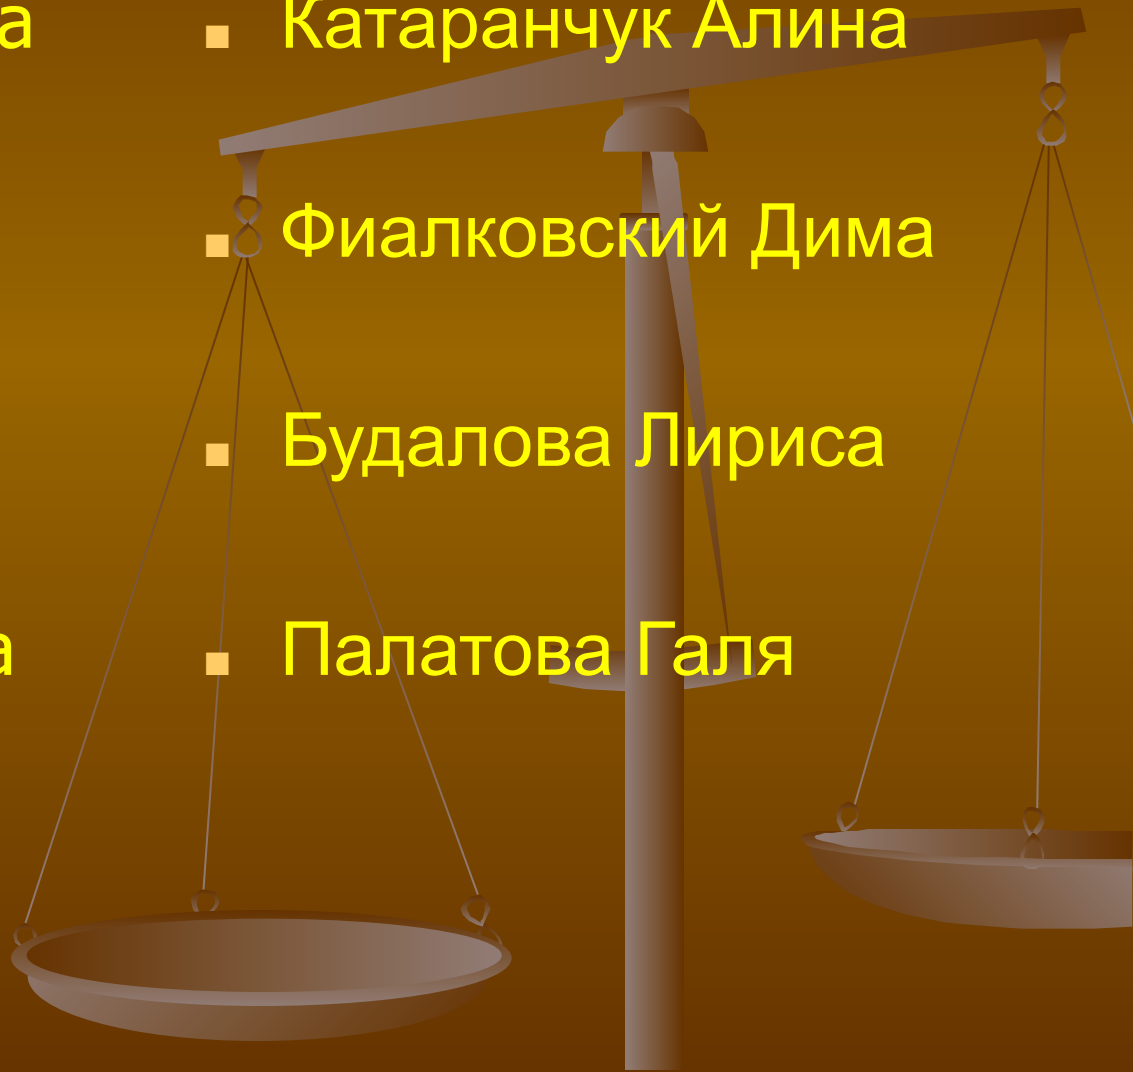 а
Катаранчук Алина
Фиалковский Дима
Будалова Лириса
а
Палатова Галя